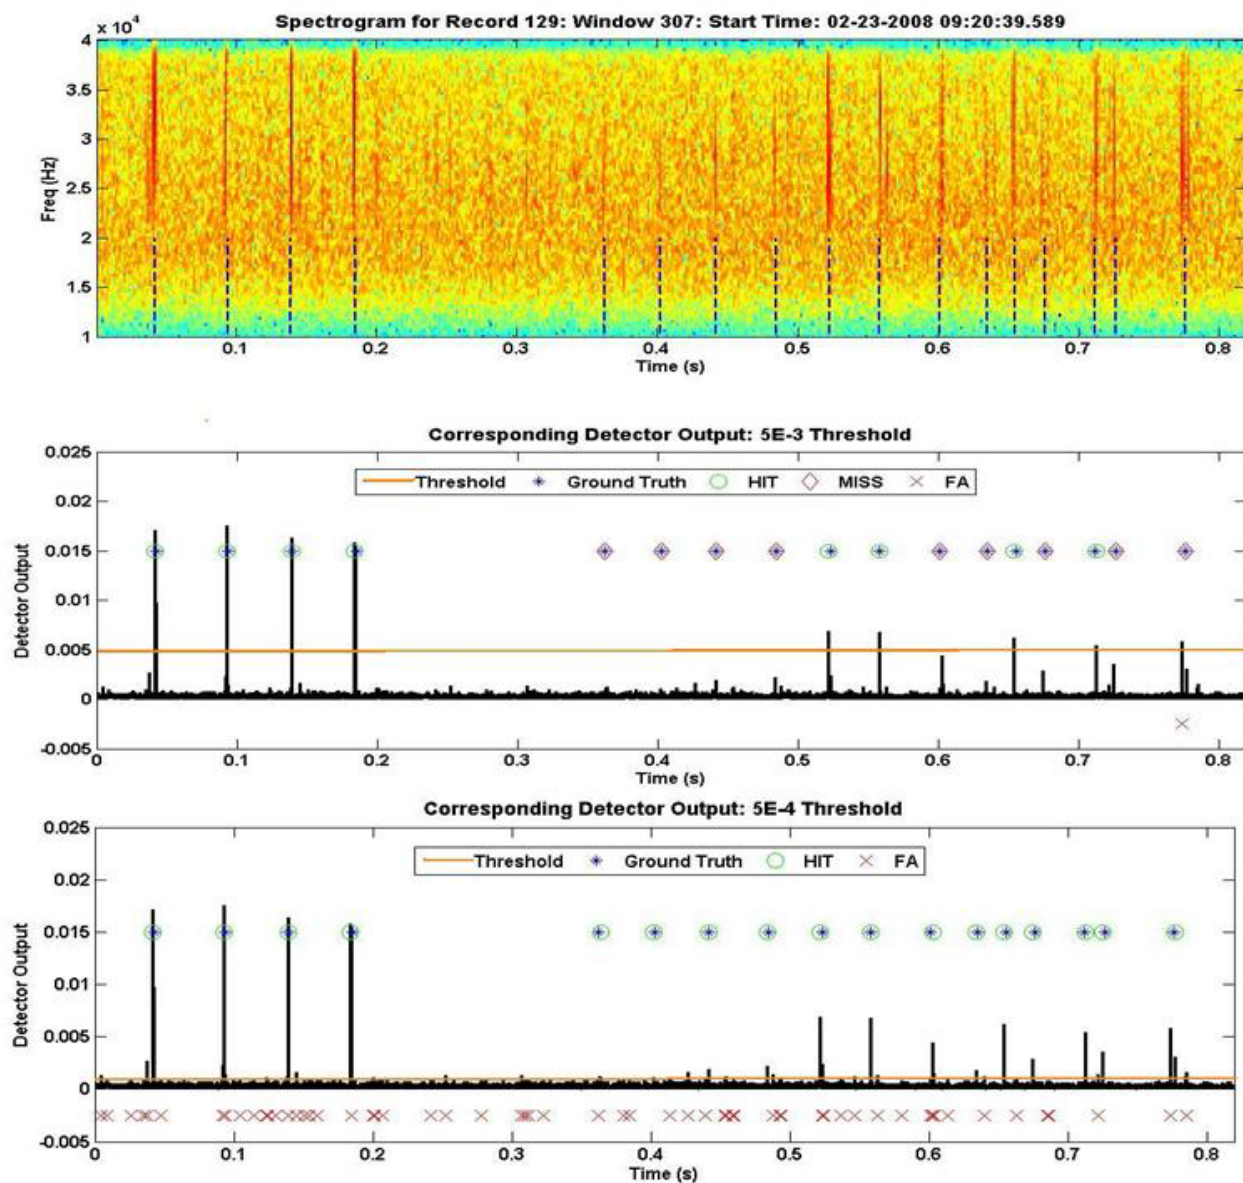 Spectrogram for Record 129: Window 307: Start Time: 02-23-2008 09:20:39.589
x 10⁴
4
3.5
3
2.5
2
1.5
1
Freq (Hz)
0.1 0.2 0.3 0.4 0.5 0.6 0.7 0.8
Time (s)
Corresponding Detector Output: 5E-3 Threshold
0.025
0.02
0.015
0.01
0.005
0
-0.005
Detector Output
Threshold Ground Truth HIT MISS FA
0 0.1 0.2 0.3 0.4 0.5 0.6 0.7 0.8
Time (s)
Corresponding Detector Output: 5E-4 Threshold
0.025
0.02
0.015
0.01
0.005
0
-0.005
Detector Output
Threshold Ground Truth HIT FA
0 0.1 0.2 0.3 0.4 0.5 0.6 0.7 0.8
Time (s)